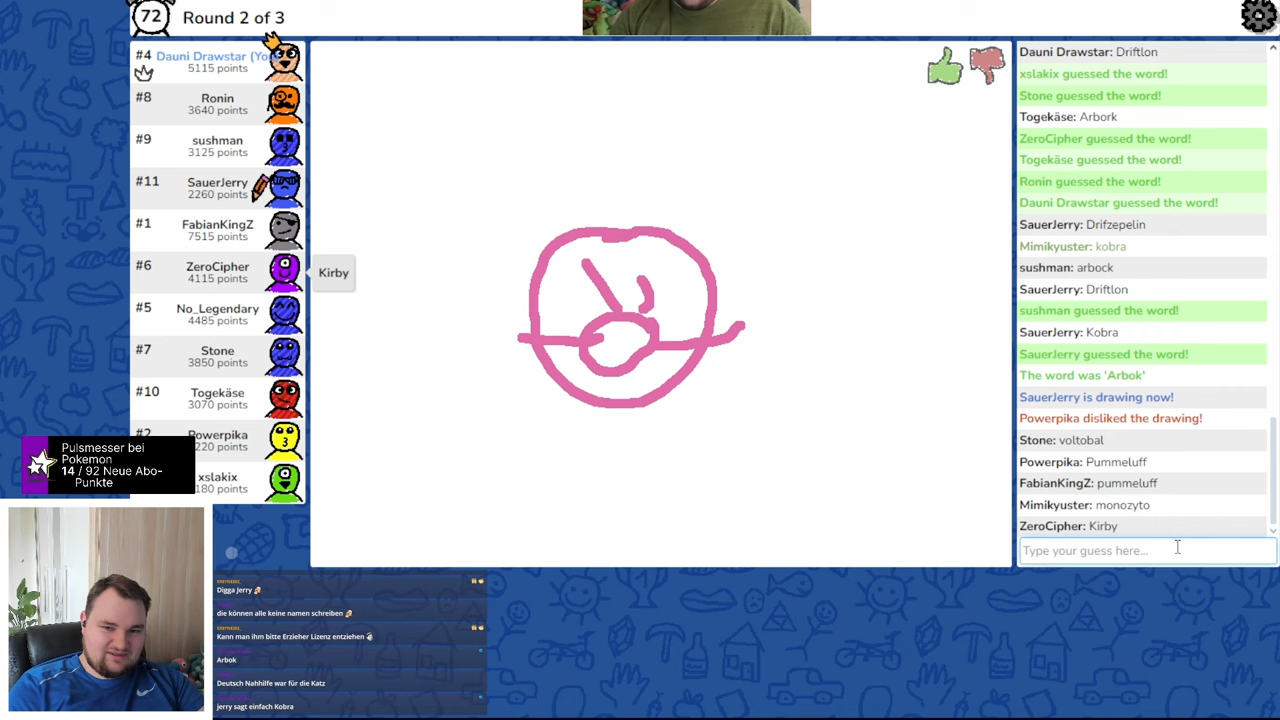 72
Round 2 of 3
#4
Dauni Drawstar (You)
5115 points
#8
Ronin
3640 points
#9
sushman
3125 points
#11
SauerJerry
2260 points
#1
FabianKingZ
7515 points
#6
ZeroCipher
4115 points
#5
No_Legendary
4485 points
#7
Stone
3850 points
#10
Togekäse
3070 points
#2
Powerpika
220 points
xslakix
180 points
Kirby
Dauni Drawstar: Driftlon
xslakix guessed the word!
Stone guessed the word!
Togekäse: Arbork
ZeroCipher guessed the word!
Togekäse guessed the word!
Ronin guessed the word!
Dauni Drawstar guessed the word!
SauerJerry: Drifzepelin
Mimikyuster: kobra
sushman: arbock
SauerJerry: Driftlon
sushman guessed the word!
SauerJerry: Kobra
SauerJerry guessed the word!
The word was 'Arbok'
SauerJerry is drawing now!
Powerpika disliked the drawing!
Stone: voltobal
Powerpika: Pummeluff
FabianKingZ: pummeluff
Mimikyuster: monozyto
ZeroCipher: Kirby
Type your guess here...
Pulsmesser bei
Pokemon
14 / 92 Neue Abo-
Punkte
Digga Jerry
die können alle keine namen schreiben
Kann man ihm bitte Erzieher Lizenz entziehen
Arbok
Deutsch Nahhilfe war für die Katz
jerry sagt einfach Kobra